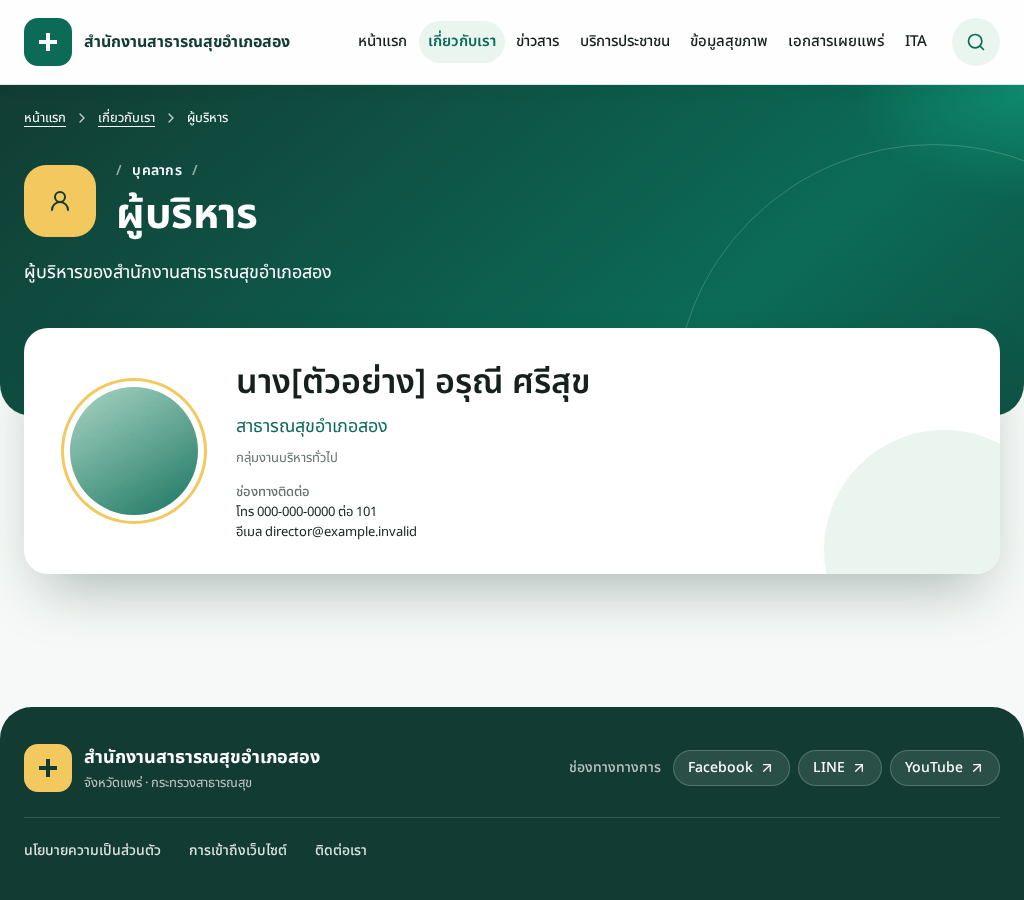 สำนักงานสาธารณสุขอำเภอสอง
หน้าแรก เกี่ยวกับเรา ข่าวสาร บริการประชาชน ข้อมูลสุขภาพ เอกสารเผยแพร่ ITA
หน้าแรก เกี่ยวกับเรา ผู้บริหาร
/ บุคลากร /
ผู้บริหาร
ผู้บริหารของสำนักงานสาธารณสุขอำเภอสอง
นาง[ตัวอย่าง] อรุณี ศรีสุข
สาธารณสุขอำเภอสอง
กลุ่มงานบริหารทั่วไป
ช่องทางติดต่อ
โทร 000-000-0000 ต่อ 101
อีเมล director@example.invalid
สำนักงานสาธารณสุขอำเภอสอง
จังหวัดแพร่ · กระทรวงสาธารณสุข
ช่องทางทางการ Facebook LINE YouTube
นโยบายความเป็นส่วนตัว การเข้าถึงเว็บไซต์ ติดต่อเรา